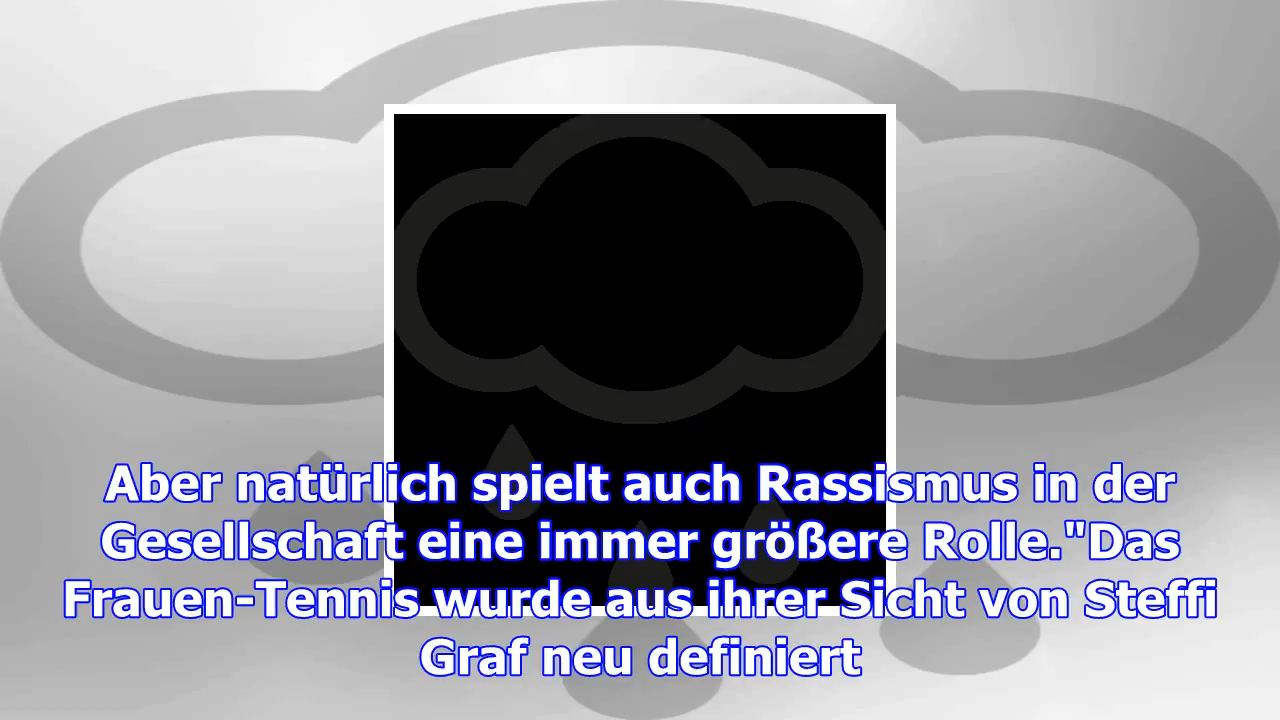 Aber natürlich spielt auch Rassismus in der
Gesellschaft eine immer größere Rolle."Das
Frauen-Tennis wurde aus ihrer Sicht von Steffi
Graf neu definiert